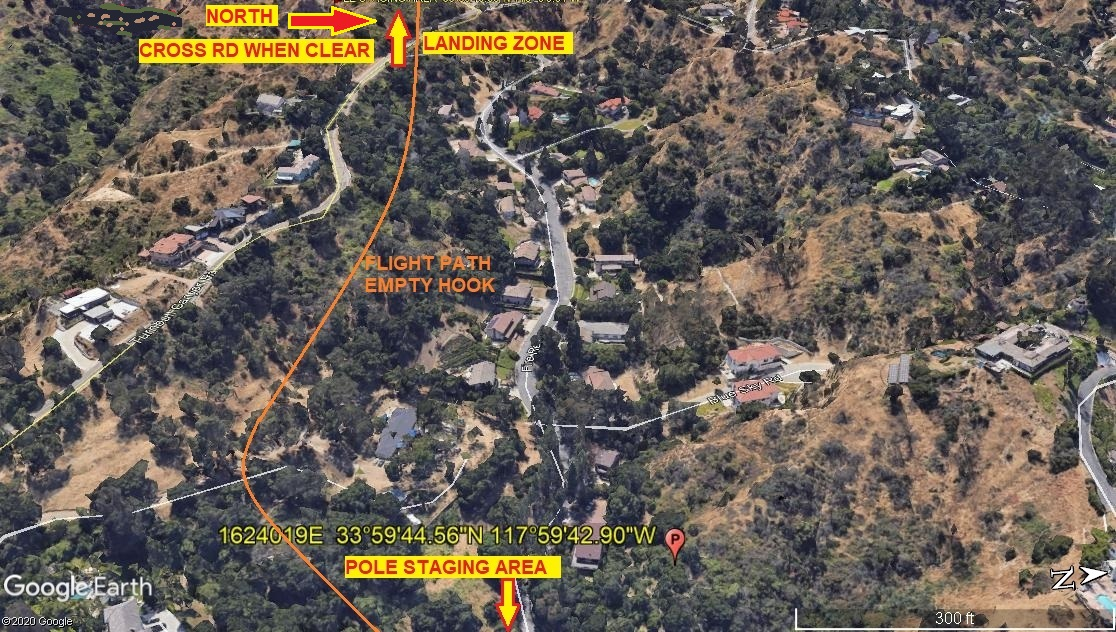 NORTH
CROSS RD WHEN CLEAR
LANDING ZONE
FLIGHT PATH
EMPTY HOOK
Blue Sky Rd
1624019E 33°59'44.56"N 117°59'42.90"W
P
POLE STAGING AREA
Google Earth
©2020 Google
300 ft